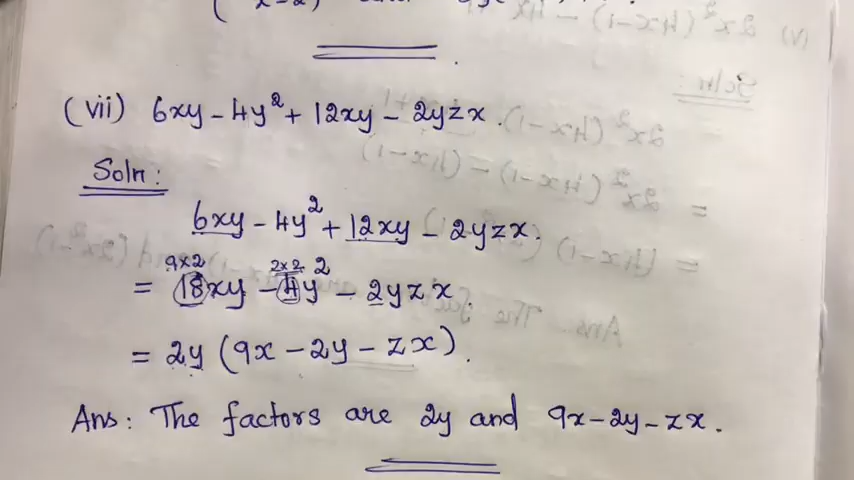 (vii) 6xy - 4y² + 12xy - 2yzx.
Soln:
6xy - 4y² + 12xy - 2yzx.
9x2 2x2
= 18xy - 4y² - 2yzx.
= 2y (9x - 2y - zx).
Ans: The factors are 2y and 9x-2y-zx.